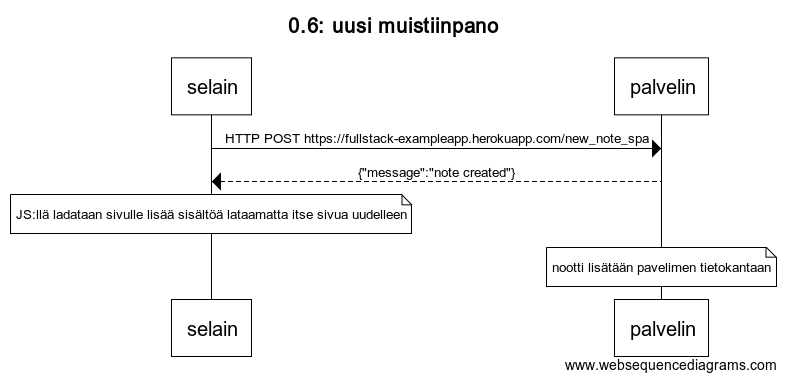 0.6: uusi muistiinpano
selain
palvelin
HTTP POST https://fullstack-exampleapp.herokuapp.com/new_note_spa
{"message":"note created"}
JS:llä ladataan sivulle lisää sisältöä lataamatta itse sivua uudelleen
nootti lisätään pavelimen tietokantaan
selain
palvelin
www.websequencediagrams.com